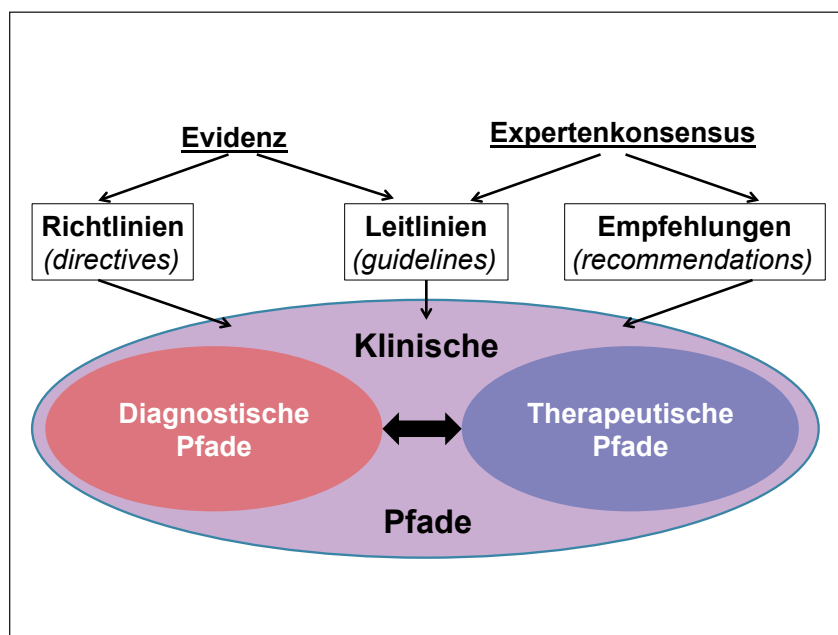 Evidenz
Expertenkonsensus
Richtlinien
(directives)
Leitlinien
(guidelines)
Empfehlungen
(recommendations)
Klinische
Diagnostische
Pfade
Therapeutische
Pfade
Pfade